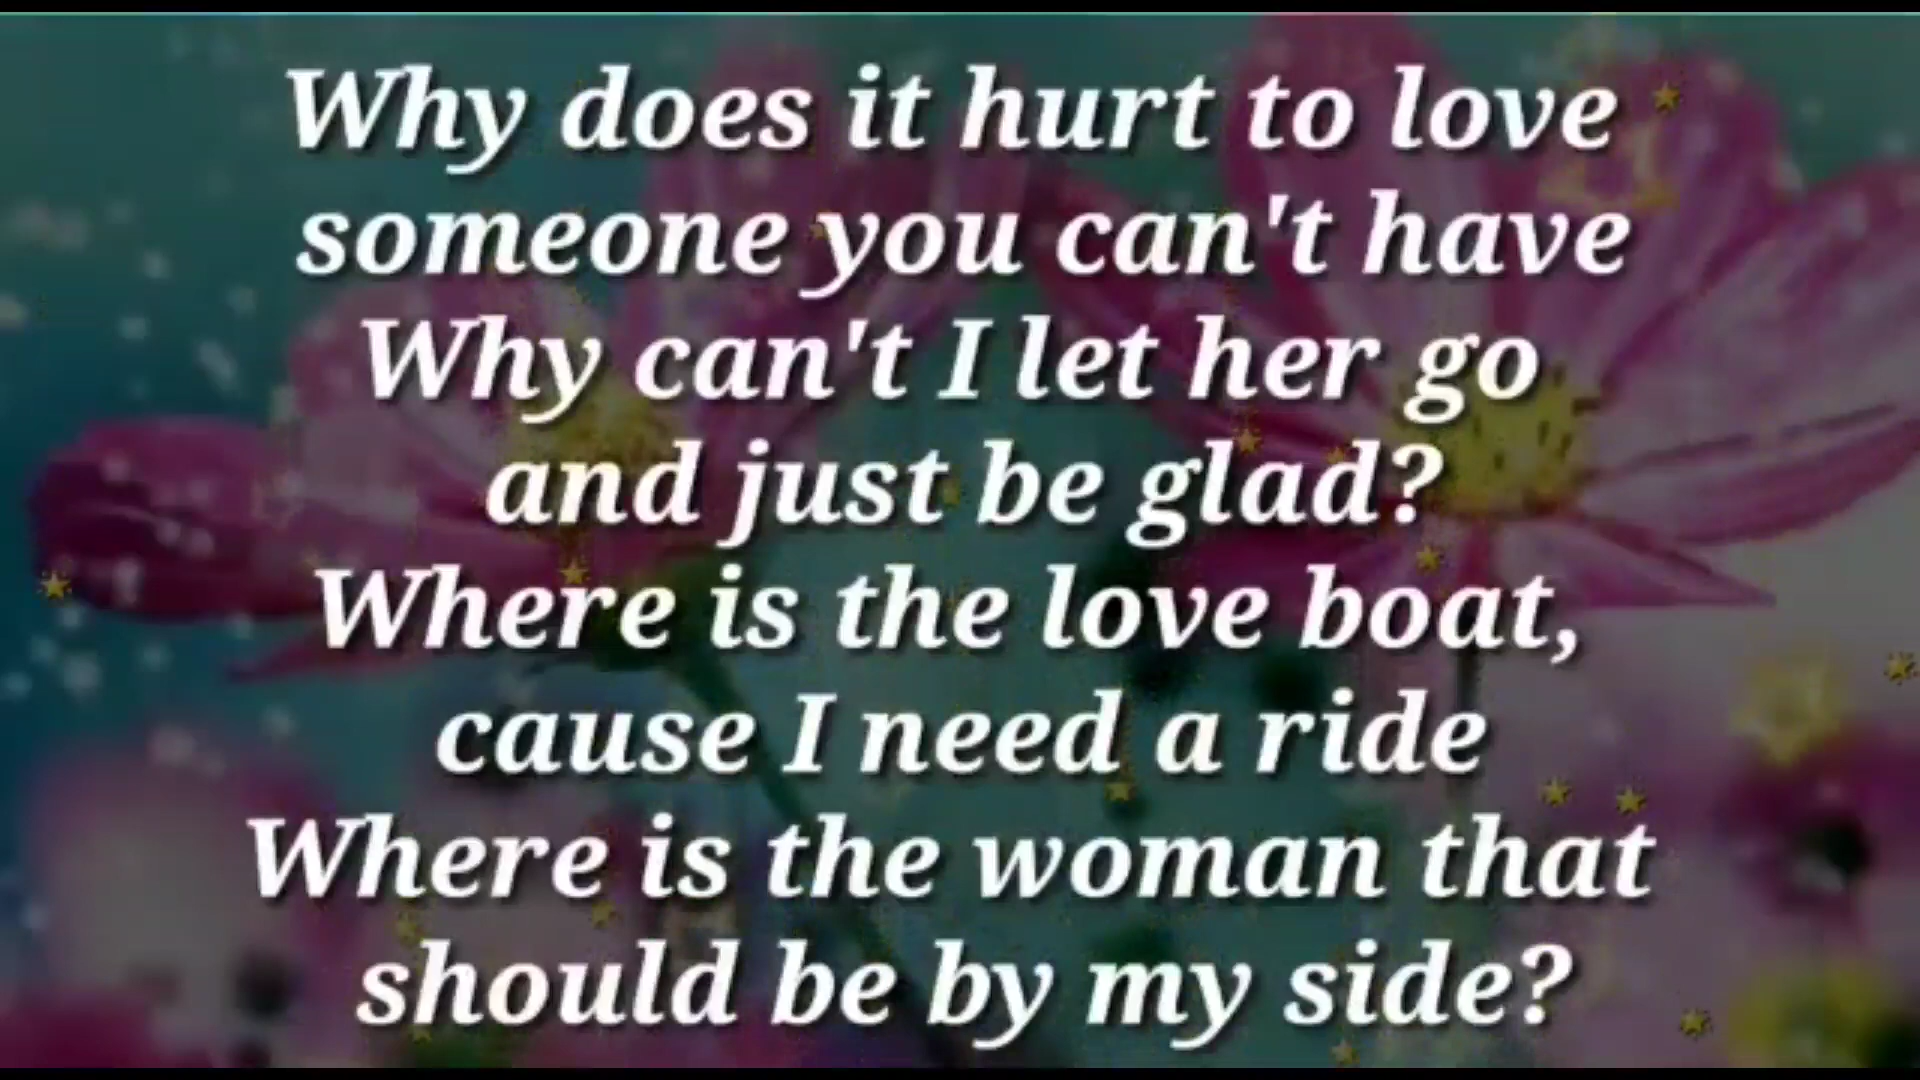 Why does it hurt to love
someone you can't have
Why can't I let her go
and just be glad?
Where is the love boat,
cause I need a ride
Where is the woman that
should be by my side?